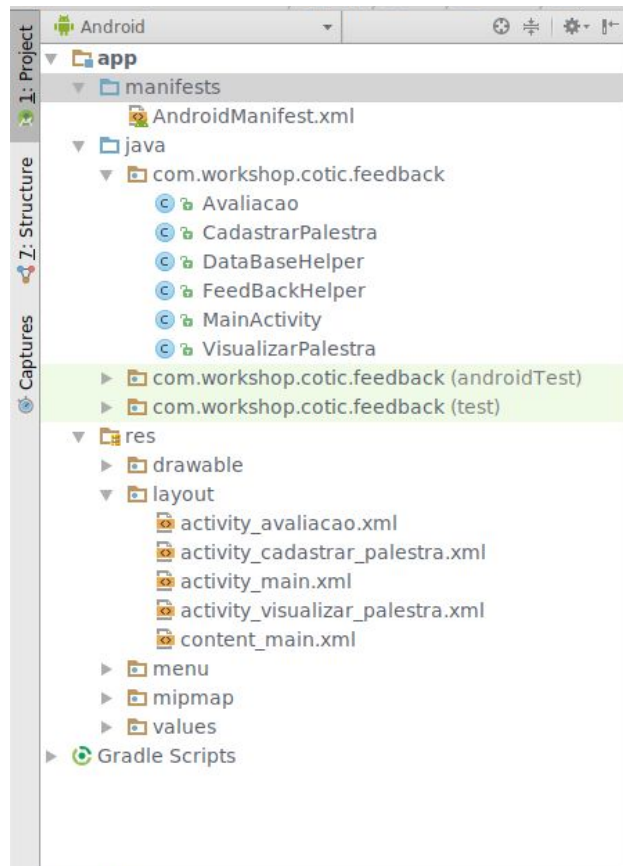 Android
1: Project
7: Structure
Captures
app
manifests
AndroidManifest.xml
java
com.workshop.cotic.feedback
Avaliacao
CadastrarPalestra
DataBaseHelper
FeedBackHelper
MainActivity
VisualizarPalestra
com.workshop.cotic.feedback (androidTest)
com.workshop.cotic.feedback (test)
res
drawable
layout
activity_avaliacao.xml
activity_cadastrar_palestra.xml
activity_main.xml
activity_visualizar_palestra.xml
content_main.xml
menu
mipmap
values
Gradle Scripts